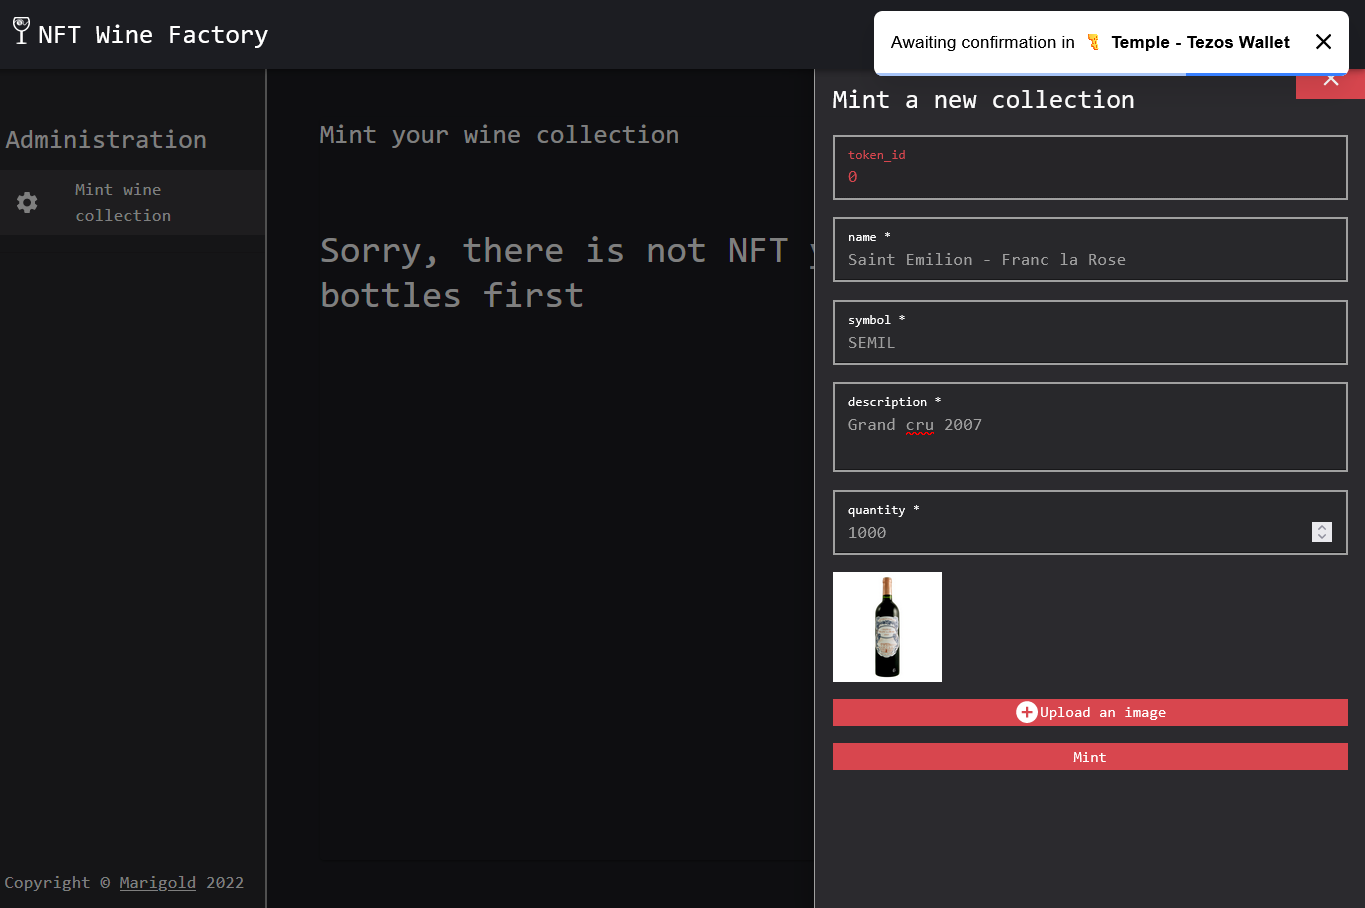 NFT Wine Factory
Awaiting confirmation in Temple - Tezos Wallet
Administration
Mint wine
collection
Mint your wine collection
Sorry, there is not NFT
bottles first
Mint a new collection
token_id
0
name *
Saint Emilion - Franc la Rose
symbol *
SEMIL
description *
Grand cru 2007
quantity *
1000
Upload an image
Mint
Copyright © Marigold 2022